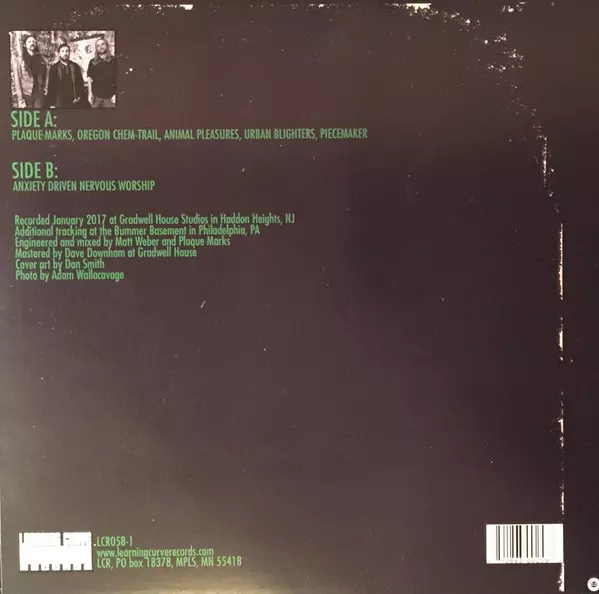 SIDE A:
PLAQUE MARKS, OREGON CHEM-TRAIL, ANIMAL PLEASURES, URBAN BLIGHTERS, PIECEMAKER
SIDE B:
ANXIETY DRIVEN NERVOUS WORSHIP
Recorded January 2017 at Gradwell House Studios in Haddon Heights, NJ
Additional tracking at the Bummer Basement in Philadelphia, PA
Engineered and mixed by Matt Weber and Plaque Marks
Mastered by Dave Downham at Gradwell House
Cover art by Dan Smith
Photo by Adam Wallacavage
LCR058-1
www.learningcurverecords.com
LCR, PO box 18378, MPLS, MN 55418